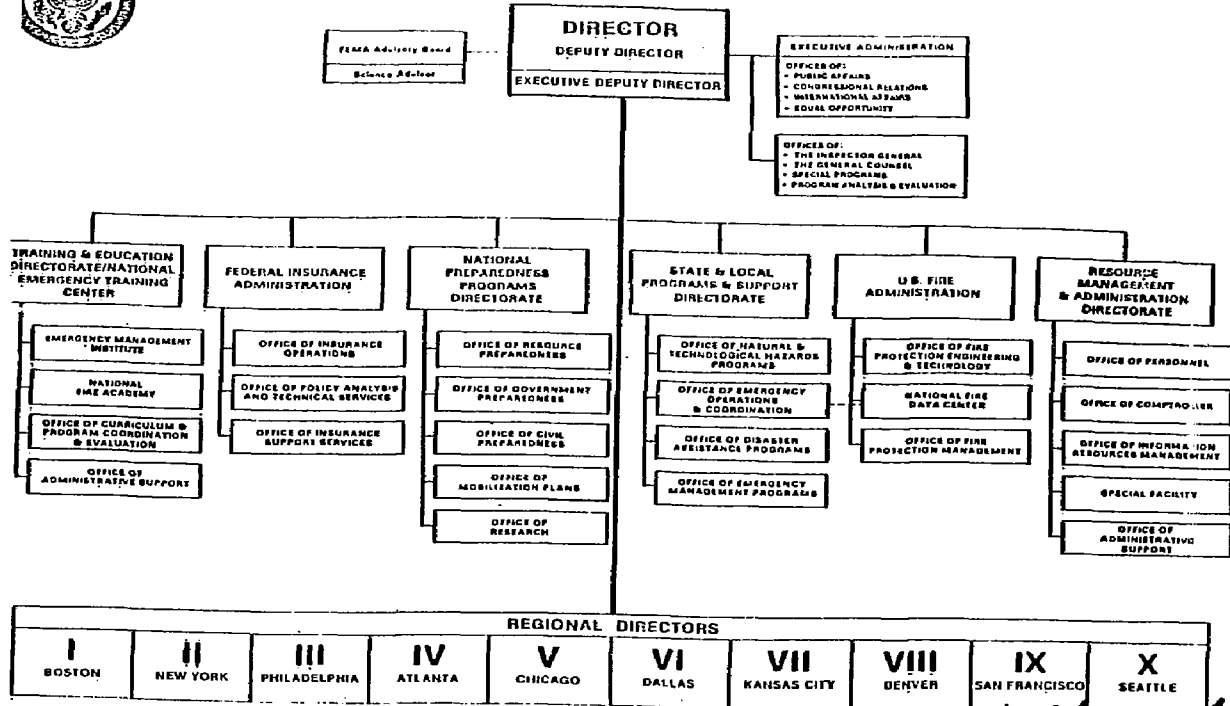 DIRECTOR
DEPUTY DIRECTOR
EXECUTIVE DEPUTY DIRECTOR
FEMA Advisory Board
Science Advisor
EXECUTIVE ADMINISTRATION
OFFICES OF:
• PUBLIC AFFAIRS
• CONGRESSIONAL RELATIONS
• INTERNATIONAL AFFAIRS
• EQUAL OPPORTUNITY
OFFICES OF:
• THE INSPECTOR GENERAL
• THE GENERAL COUNSEL
• SPECIAL PROGRAMS
• PROGRAM ANALYSIS & EVALUATION
TRAINING & EDUCATION
DIRECTORATE/NATIONAL
EMERGENCY TRAINING
CENTER
EMERGENCY MANAGEMENT
INSTITUTE
NATIONAL
FIRE ACADEMY
OFFICE OF CURRICULUM &
PROGRAM COORDINATION
& EVALUATION
OFFICE OF
ADMINISTRATIVE SUPPORT
FEDERAL INSURANCE
ADMINISTRATION
OFFICE OF INSURANCE
OPERATIONS
OFFICE OF POLICY ANALYSIS
AND TECHNICAL SERVICES
OFFICE OF INSURANCE
SUPPORT SERVICES
NATIONAL
PREPAREDNESS
PROGRAMS
DIRECTORATE
OFFICE OF RESOURCE
PREPAREDNESS
OFFICE OF GOVERNMENT
PREPAREDNESS
OFFICE OF CIVIL
PREPAREDNESS
OFFICE OF
MOBILIZATION PLANS
OFFICE OF
RESEARCH
STATE & LOCAL
PROGRAMS & SUPPORT
DIRECTORATE
OFFICE OF NATURAL &
TECHNOLOGICAL HAZARDS
PROGRAMS
OFFICE OF EMERGENCY
OPERATIONS
& COORDINATION
OFFICE OF DISASTER
ASSISTANCE PROGRAMS
OFFICE OF EMERGENCY
MANAGEMENT PROGRAMS
U.S. FIRE
ADMINISTRATION
OFFICE OF FIRE
PROTECTION ENGINEERING
& TECHNOLOGY
NATIONAL FIRE
DATA CENTER
OFFICE OF FIRE
PROTECTION MANAGEMENT
RESOURCE
MANAGEMENT
& ADMINISTRATION
DIRECTORATE
OFFICE OF PERSONNEL
OFFICE OF COMPTROLLER
OFFICE OF INFORMATION
RESOURCES MANAGEMENT
SPECIAL FACILITY
OFFICE OF
ADMINISTRATIVE
SUPPORT
REGIONAL DIRECTORS
I
BOSTON
II
NEW YORK
III
PHILADELPHIA
IV
ATLANTA
V
CHICAGO
VI
DALLAS
VII
KANSAS CITY
VIII
DENVER
IX
SAN FRANCISCO
X
SEATTLE